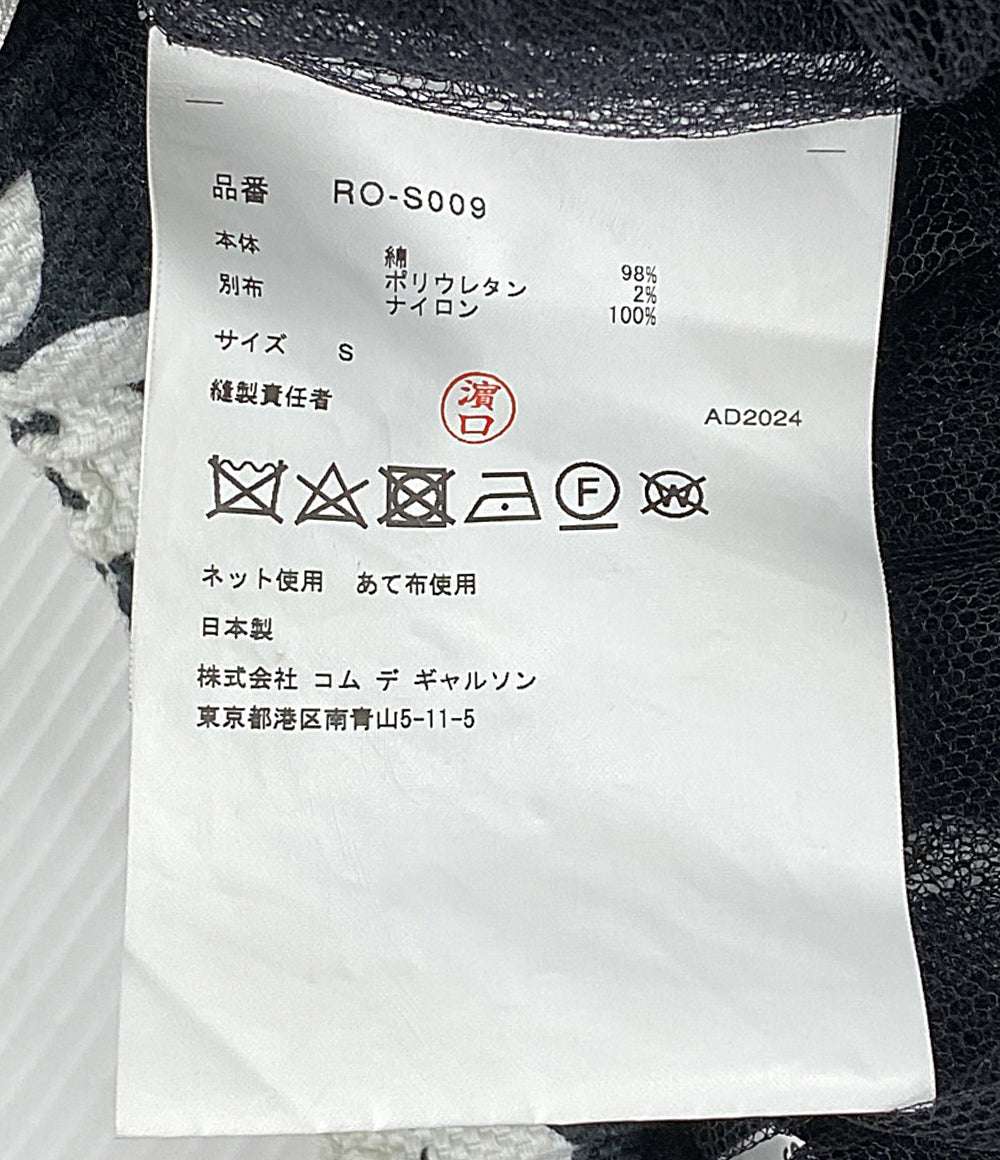 品番 RO-S009
本体 綿 98%
ポリウレタン 2%
別布 ナイロン 100%
サイズ S
縫製責任者 濵口 AD2024
F W
ネット使用 あて布使用
日本製
株式会社 コム デ ギャルソン
東京都港区南青山5-11-5